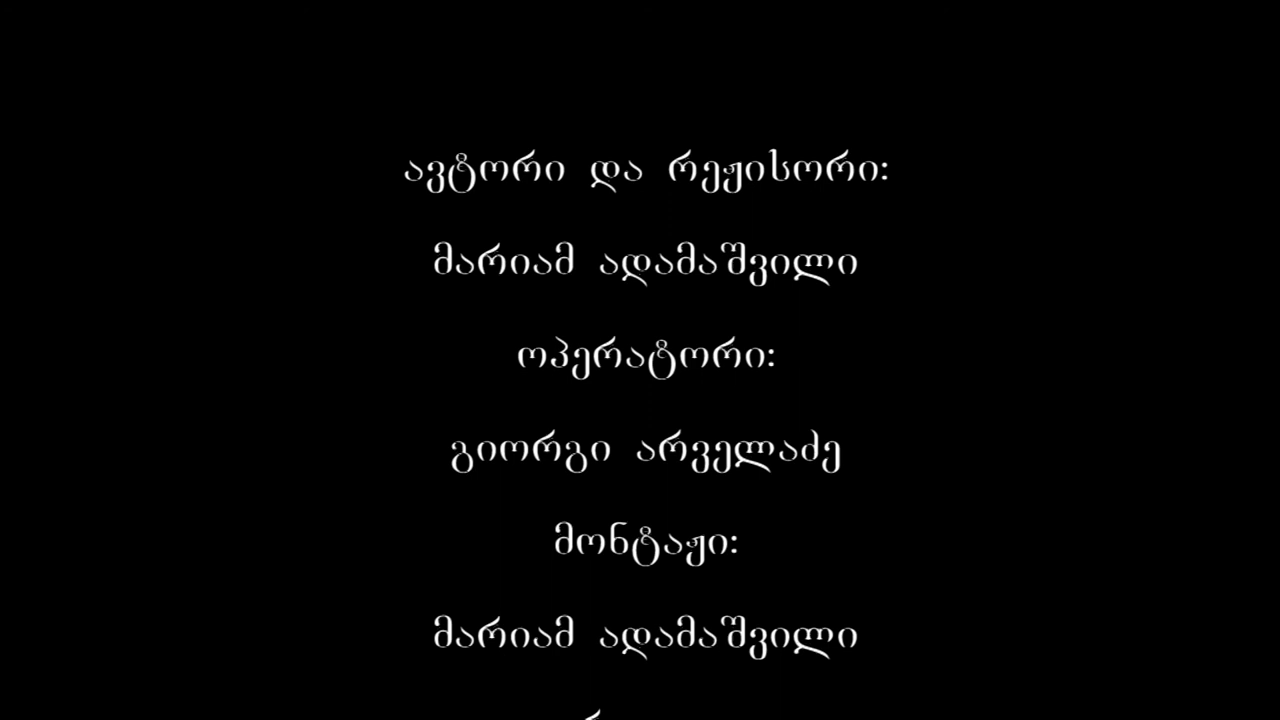 ავტორი და რეჟისორი:
მარიამ ადამაშვილი
ოპერატორი:
გიორგი არველაძე
მონტაჟი:
მარიამ ადამაშვილი